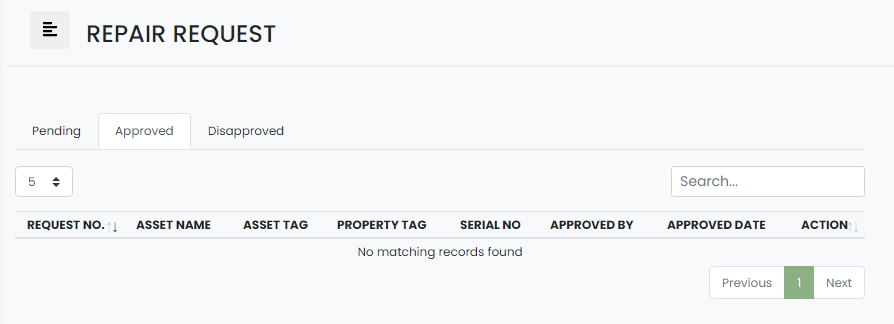 REPAIR REQUEST
Pending Approved Disapproved
5 Search...
REQUEST NO. ASSET NAME ASSET TAG PROPERTY TAG SERIAL NO APPROVED BY APPROVED DATE ACTION
No matching records found
Previous 1 Next